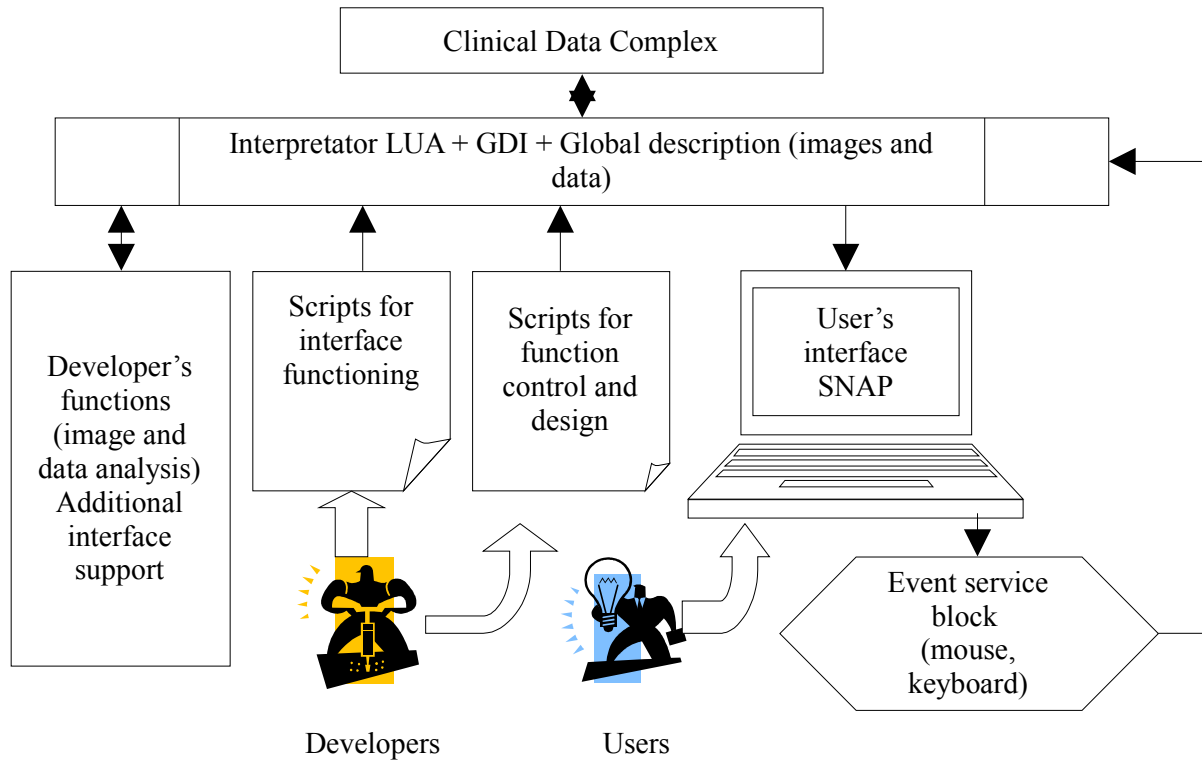 Clinical Data Complex
Interpretator LUA + GDI + Global description (images and
data)
Developer’s
functions
(image and
data analysis)
Additional
interface
support
Scripts for
interface
functioning
Scripts for
function
control and
design
User’s
interface
SNAP
Event service
block
(mouse,
keyboard)
Developers
Users